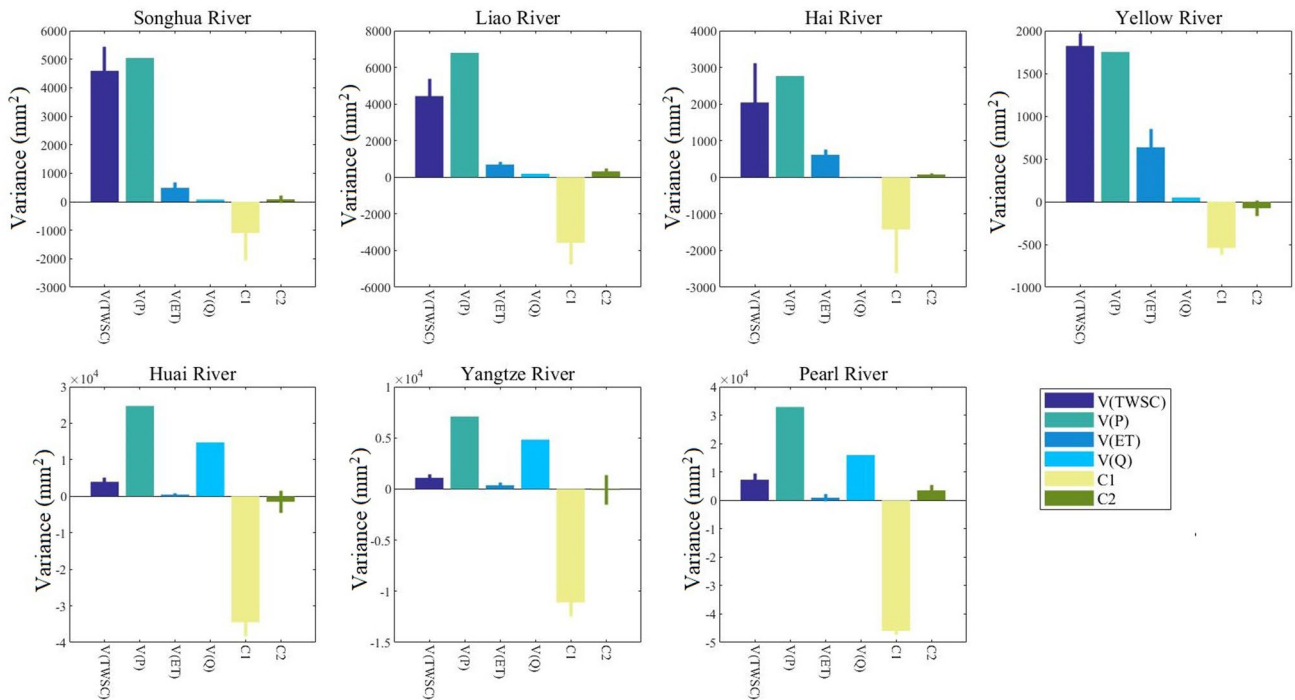 Songhua River
Variance (mm²)
6000
5000
4000
3000
2000
1000
0
-1000
-2000
-3000
V(TWSC)
V(P)
V(ET)
V(Q)
C1
C2
Liao River
Variance (mm²)
8000
6000
4000
2000
0
-2000
-4000
-6000
V(TWSC)
V(P)
V(ET)
V(Q)
C1
C2
Hai River
Variance (mm²)
4000
3000
2000
1000
0
-1000
-2000
-3000
V(TWSC)
V(P)
V(ET)
V(Q)
C1
C2
Yellow River
Variance (mm²)
2000
1500
1000
500
0
-500
-1000
V(TWSC)
V(P)
V(ET)
V(Q)
C1
C2
Huai River
×10⁴
Variance (mm²)
3
2
1
0
-1
-2
-3
-4
V(TWSC)
V(P)
V(ET)
V(Q)
C1
C2
Yangtze River
×10⁴
Variance (mm²)
1
0.5
0
-0.5
-1
-1.5
V(TWSC)
V(P)
V(ET)
V(Q)
C1
C2
Pearl River
×10⁴
Variance (mm²)
4
3
2
1
0
-1
-2
-3
-4
-5
V(TWSC)
V(P)
V(ET)
V(Q)
C1
C2
V(TWSC)
V(P)
V(ET)
V(Q)
C1
C2